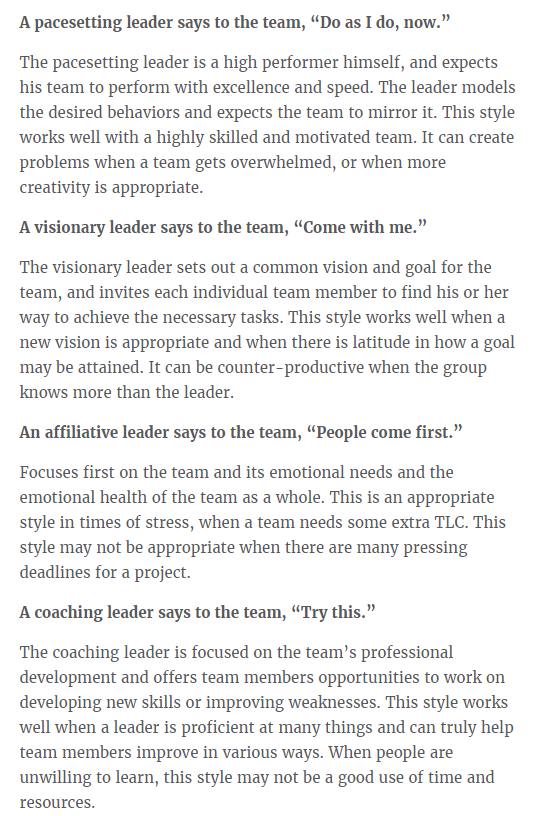 A pacesetting leader says to the team, “Do as I do, now.”
The pacesetting leader is a high performer himself, and expects
his team to perform with excellence and speed. The leader models
the desired behaviors and expects the team to mirror it. This style
works well with a highly skilled and motivated team. It can create
problems when a team gets overwhelmed, or when more
creativity is appropriate.
A visionary leader says to the team, “Come with me.”
The visionary leader sets out a common vision and goal for the
team, and invites each individual team member to find his or her
way to achieve the necessary tasks. This style works well when a
new vision is appropriate and when there is latitude in how a goal
may be attained. It can be counter-productive when the group
knows more than the leader.
An affiliative leader says to the team, “People come first.”
Focuses first on the team and its emotional needs and the
emotional health of the team as a whole. This is an appropriate
style in times of stress, when a team needs some extra TLC. This
style may not be appropriate when there are many pressing
deadlines for a project.
A coaching leader says to the team, “Try this.”
The coaching leader is focused on the team’s professional
development and offers team members opportunities to work on
developing new skills or improving weaknesses. This style works
well when a leader is proficient at many things and can truly help
team members improve in various ways. When people are
unwilling to learn, this style may not be a good use of time and
resources.